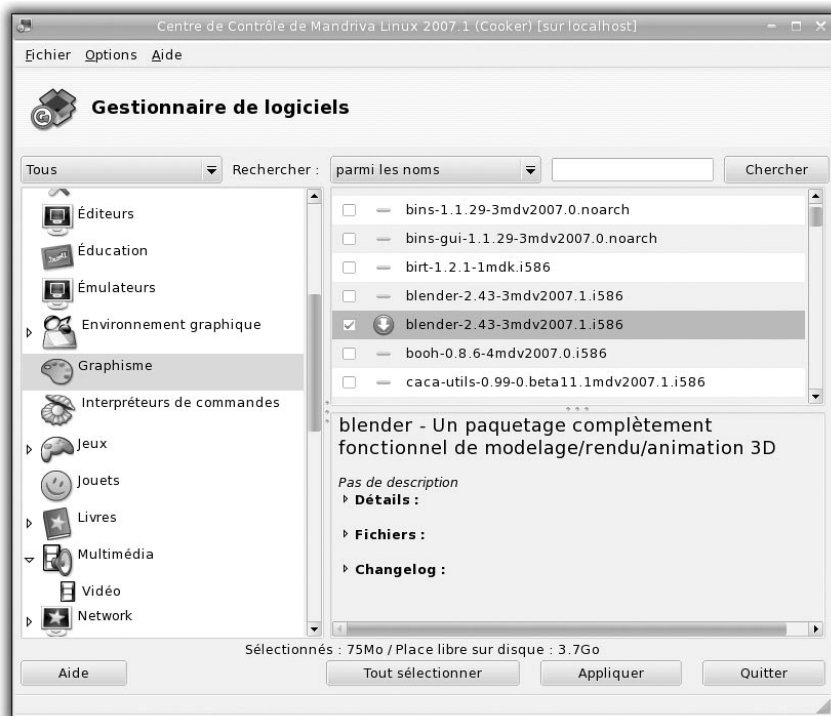 Centre de Contrôle de Mandriva Linux 2007.1 (Cooker) [sur localhost]
Fichier Options Aide
Gestionnaire de logiciels
Tous Rechercher : parmi les noms Chercher
Éditeurs
Éducation
Émulateurs
Environnement graphique
Graphisme
Interpréteurs de commandes
Jeux
Jouets
Livres
Multimédia
Vidéo
Network
bins-1.1.29-3mdv2007.0.noarch
bins-gui-1.1.29-3mdv2007.0.noarch
birt-1.2.1-1mdk.i586
blender-2.43-3mdv2007.1.i586
blender-2.43-3mdv2007.1.i586
booh-0.8.6-4mdv2007.0.i586
caca-utils-0.99-0.beta11.1mdv2007.1.i586
blender - Un paquetage complètement
fonctionnel de modelage/rendu/animation 3D
Pas de description
Détails :
Fichiers :
Changelog :
Sélectionnés : 75Mo / Place libre sur disque : 3.7Go
Aide Tout sélectionner Appliquer Quitter